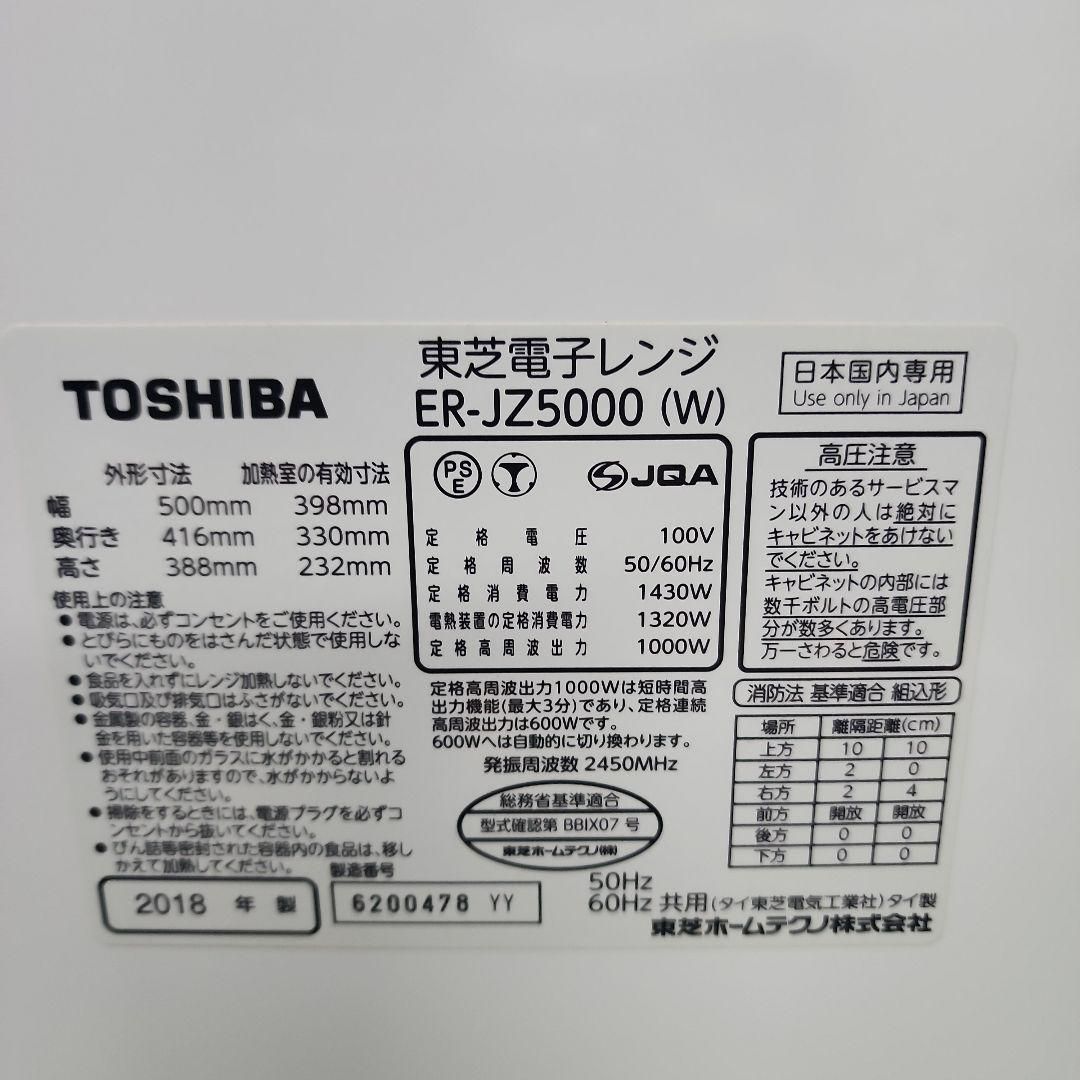 TOSHIBA
東芝電子レンジ
ER-JZ5000 (W)
日本国内専用
Use only in Japan
外形寸法 加熱室の有効寸法
幅 500mm 398mm
奥行き 416mm 330mm
高さ 388mm 232mm
使用上の注意
● 電源は、必ずコンセントをご使用ください。
● とびらにものをはさんだ状態で使用しな
いでください。
● 食品を入れずにレンジ加熱しないでください。
● 吸気口及び排気口はふさがないでください。
● 金属製の容器、金・銀はく、金・銀粉又は針
金を用いた容器等を使用しないでください。
● 使用中前面のガラスに水がかかると割れる
おそれがありますので、水がかからないよ
うにしてください。
● 掃除をするときには、電源プラグを必ずコ
ンセントから抜いてください。
● びん詰等密封された容器内の食品は、移し
かえて加熱してください。
2018 年 製
製造番号
6200478 YY
PS
E
JQA
定格電圧 100V
定格周波数 50/60Hz
定格消費電力 1430W
電熱装置の定格消費電力 1320W
定格高周波出力 1000W
定格高周波出力1000Wは短時間高
出力機能(最大3分)であり、定格連続
高周波出力は600Wです。
600Wへは自動的に切り換わります。
発振周波数 2450MHz
総務省基準適合
型式確認第 BBIX07 号
東芝ホームテクノ(株)
高圧注意
技術のあるサービスマ
ン以外の人は絶対に
キャビネットをあけない
でください。
キャビネットの内部には
数千ボルトの高電圧部
分が数多くあります。
万一さわると危険です。
消防法 基準適合 組込形
場所 離隔距離(cm)
上方 10 10
左方 2 0
右方 2 4
前方 開放 開放
後方 0 0
下方 0 0
50Hz
60Hz 共用 (タイ東芝電気工業社) タイ製
東芝ホームテクノ株式会社